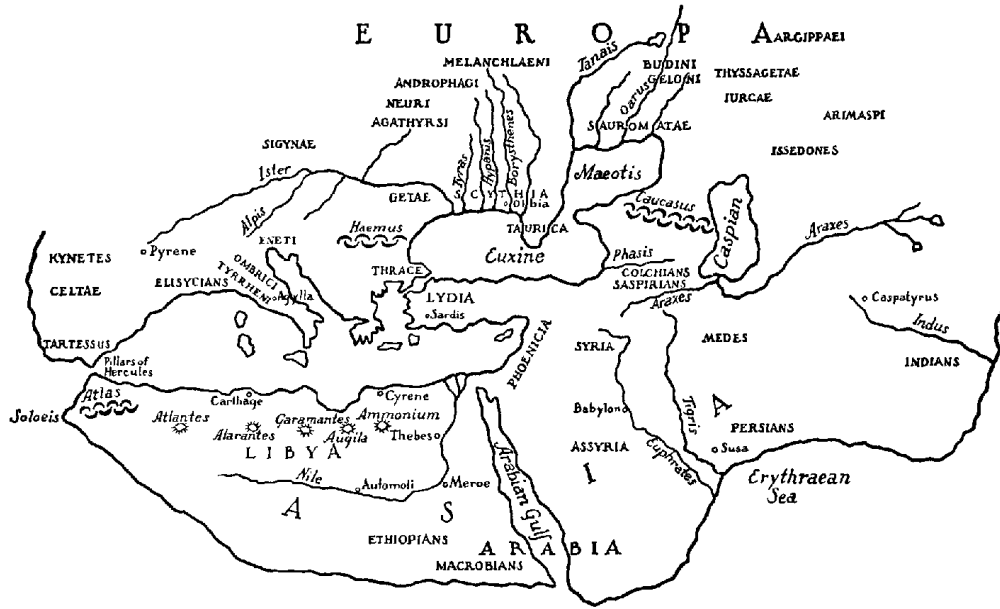 EUROPA
AARGIPPAEI
MELANCHLAENI
Tanais
BUDINI
GELONI
THYSSAGETAE
IURCAE
ANDROPHAGI
NEURI
AGATHYRSI
Oarus
SAUROMATAE
ARIMASPI
ISSEDONES
SIGYNAE
Ister
Tyras
Hypanis
Borysthenes
Maeotis
GETAE
SCYTHIA
Olbia
Caucasus
Alpis
Haemus
TAURICA
Caspian
Araxes
KYNETES
Pyrene
ENETI
Euxine
Phasis
OMBRICI
TYRRHENI
THRACE
COLCHIANS
SASPIRIANS
CELTAE
ELISYCIANS
Agylla
LYDIA
Sardis
Araxes
Caspatyrus
Indus
TARTESSUS
Pillars of
Hercules
PHOENICIA
SYRIA
MEDES
INDIANS
Atlas
Carthage
Cyrene
Soloeis
Atlantes
Alarantes
Garamantes
Augila
Ammonium
Thebes
Babylon
Tigris
PERSIANS
LIBYA
Arabian Gulf
ASSYRIA
Euphrates
Susa
Erythraean
Sea
Nile
Automoli
Meroe
ASIA
ETHIOPIANS
ARABIA
MACROBIANS